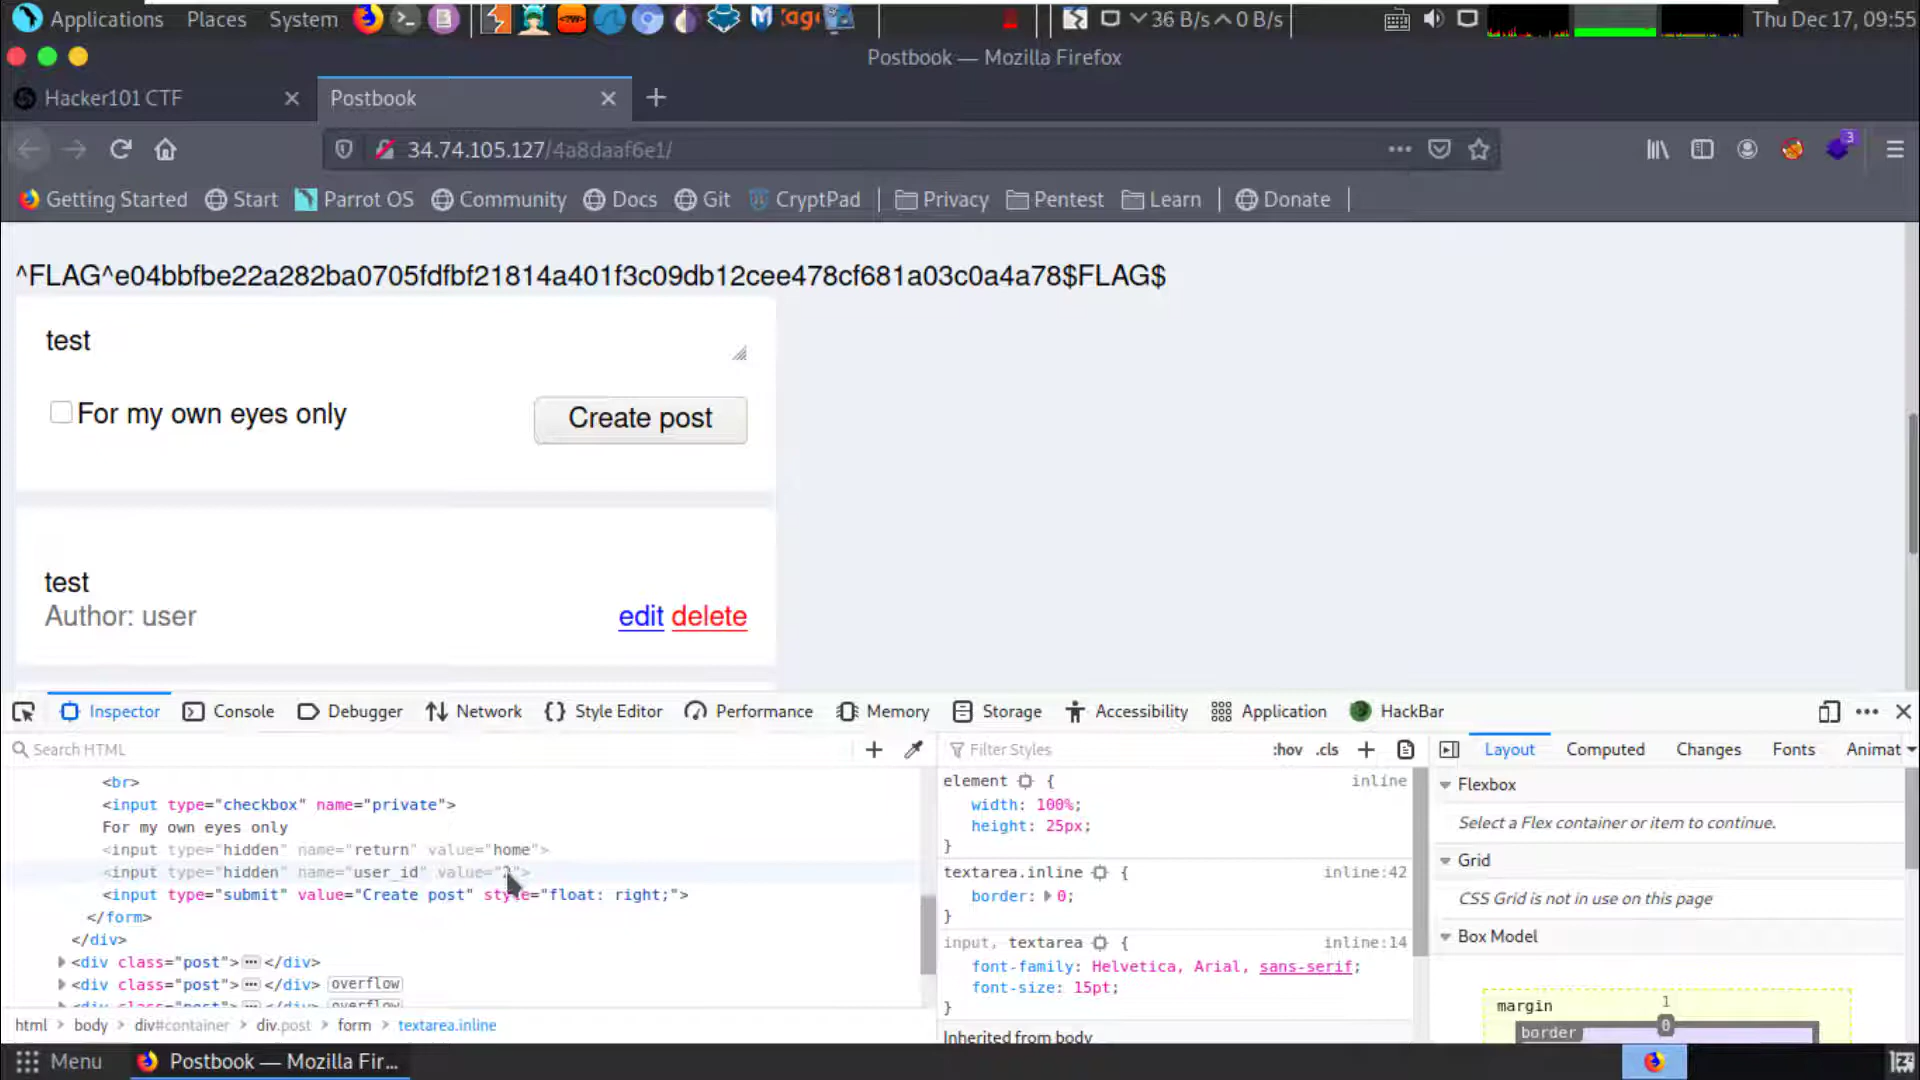 Applications Places System 36 B/s 0 B/s Thu Dec 17, 09:55
Postbook — Mozilla Firefox
Hacker101 CTF Postbook
34.74.105.127/4a8daaf6e1/ 3
Getting Started Start Parrot OS Community Docs Git CryptPad Privacy Pentest Learn Donate
^FLAG^e04bbfbe22a282ba0705fdfbf21814a401f3c09db12cee478cf681a03c0a4a78$FLAG$
test
For my own eyes only Create post
test
Author: user edit delete
Inspector Console Debugger Network Style Editor Performance Memory Storage Accessibility Application HackBar
Search HTML Filter Styles :hov .cls Layout Computed Changes Fonts Animat
<br>
<input type="checkbox" name="private">
For my own eyes only
<input type="hidden" name="return" value="home">
<input type="hidden" name="user_id" value="
<input type="submit" value="Create post" style="float: right;">
</form>
</div>
<div class="post"></div>
<div class="post"></div> overflow
<div class="post"></div> overflow
html body div#container div.post form textarea.inline
element { inline
width: 100%;
height: 25px;
}
textarea.inline { inline:42
border: 0;
}
input, textarea { inline:14
font-family: Helvetica, Arial, sans-serif;
font-size: 15pt;
}
Inherited from body
Flexbox
Select a Flex container or item to continue.
Grid
CSS Grid is not in use on this page
Box Model
margin 1
border 0
Menu Postbook — Mozilla Fir...